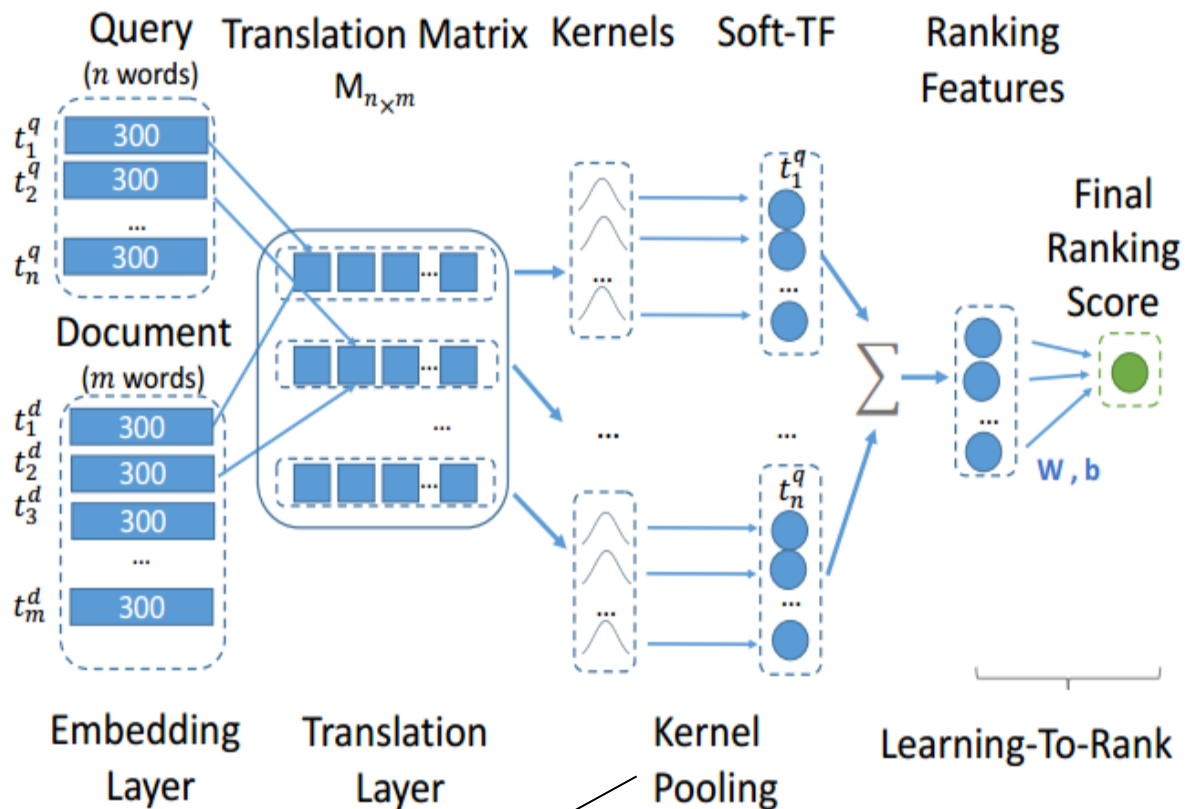 Query
(n words)
t_1^q 300
t_2^q 300
...
t_n^q 300
Document
(m words)
t_1^d 300
t_2^d 300
t_3^d 300
...
t_m^d 300
Embedding
Layer
Translation Matrix
M_{n×m}
...
...
...
...
Translation
Layer
Kernels
...
...
...
Soft-TF
t_1^q
...
...
t_n^q
...
Kernel
Pooling
∑
Ranking
Features
...
W , b
Final
Ranking
Score
Learning-To-Rank